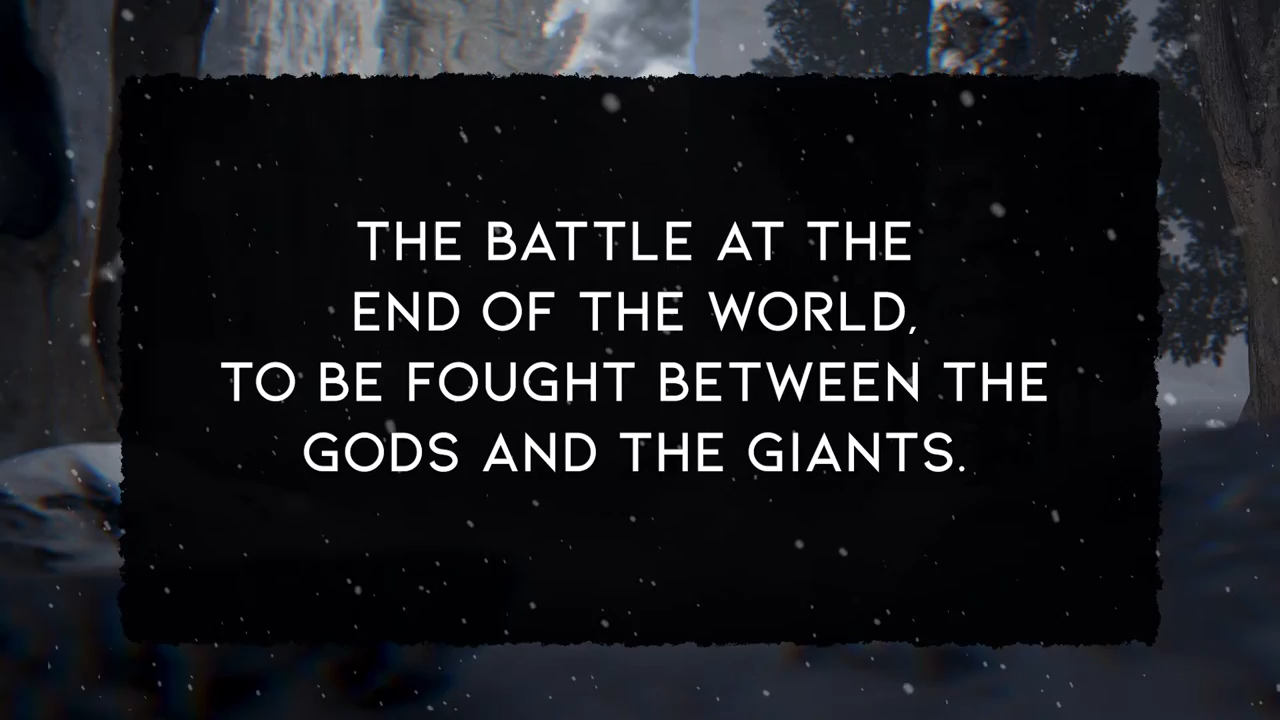 THE BATTLE AT THE
END OF THE WORLD,
TO BE FOUGHT BETWEEN THE
GODS AND THE GIANTS.